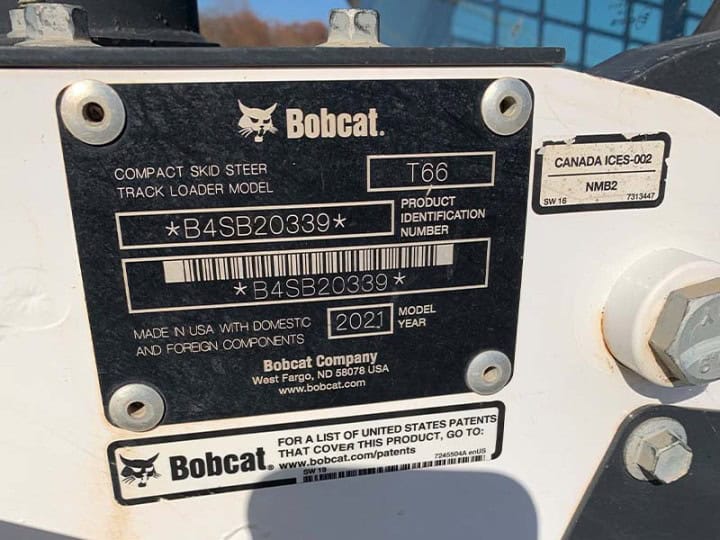 Bobcat.
COMPACT SKID STEER
TRACK LOADER MODEL
T66
*B4SB20339*
PRODUCT
IDENTIFICATION
NUMBER
*B4SB20339*
MADE IN USA WITH DOMESTIC
AND FOREIGN COMPONENTS
2021
MODEL
YEAR
Bobcat Company
West Fargo, ND 58078 USA
www.bobcat.com
CANADA ICES-002
NMB2
SW 16 7313447
Bobcat.
FOR A LIST OF UNITED STATES PATENTS
THAT COVER THIS PRODUCT, GO TO:
www.bobcat.com/patents
7245504A enUS